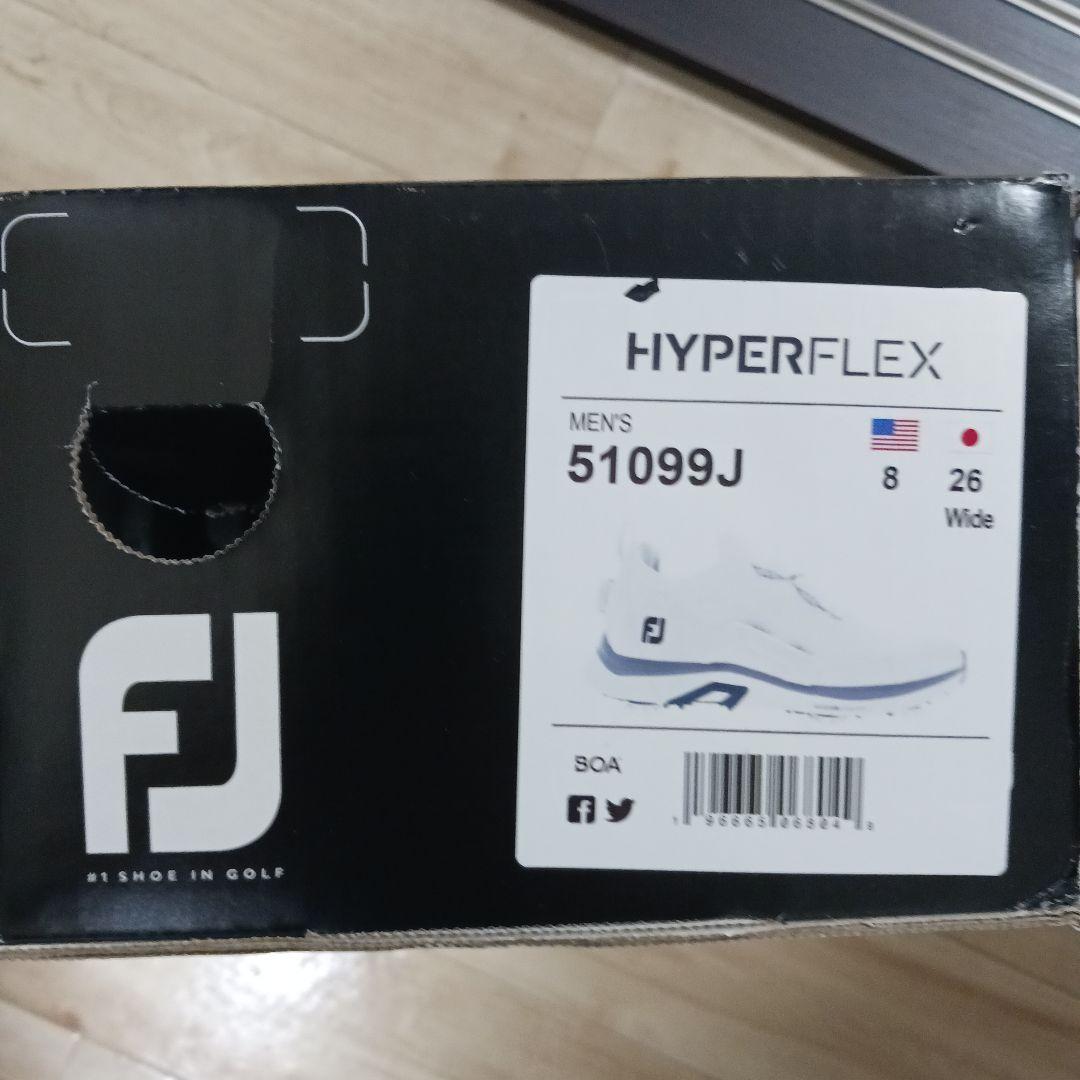 HYPERFLEX
MEN'S
51099J
8
26
Wide
FJ
BOA
FJ
#1 SHOE IN GOLF